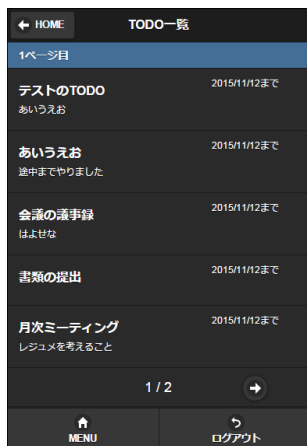 HOME
TODO一覧
1ページ目
テストのTODO
2015/11/12まで
あいうえお
あいうえお
2015/11/12まで
途中までやりました
会議の議事録
2015/11/12まで
はよせな
書類の提出
2015/11/12まで
月次ミーティング
2015/11/12まで
レジュメを考えること
1 / 2
MENU
ログアウト